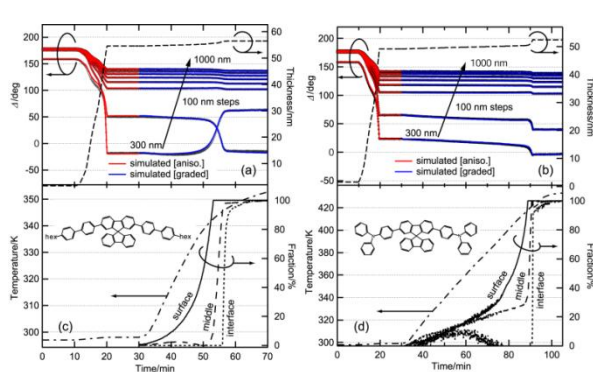 Δ/deg
200
150
100
50
0
-50
1000 nm
100 nm steps
300 nm
simulated [aniso.]
simulated [graded]
(a)
60
50
40
30
20
10
0
Thickness/nm
Δ/deg
200
150
100
50
0
-50
1000 nm
100 nm steps
300 nm
simulated [aniso.]
simulated [graded]
(b)
50
40
30
20
10
0
Thickness/nm
Temperature/K
350
340
330
320
310
300
hex
hex
(c)
surface
middle
interface
100
80
60
40
20
0
Fraction/%
0 10 20 30 40 50 60 70
Time/min
Temperature/K
420
400
380
360
340
320
300
N
N
(d)
surface
middle
interface
100
80
60
40
20
0
Fraction/%
0 20 40 60 80 100
Time/min